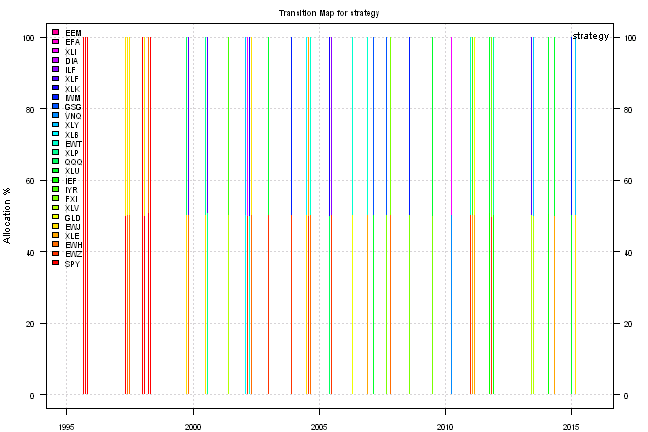 Transition Map for strategy
strategy
EEM
EFA
XLI
DIA
ILF
XLF
XLK
IWM
GSG
VNQ
XLY
XLB
EWT
XLP
QQQ
XLU
IEF
IYR
FXI
XLV
GLD
EWJ
XLE
EWH
EWZ
SPY
Allocation %
100 100
80 80
60 60
40 40
20 20
0 0
1995 2000 2005 2010 2015